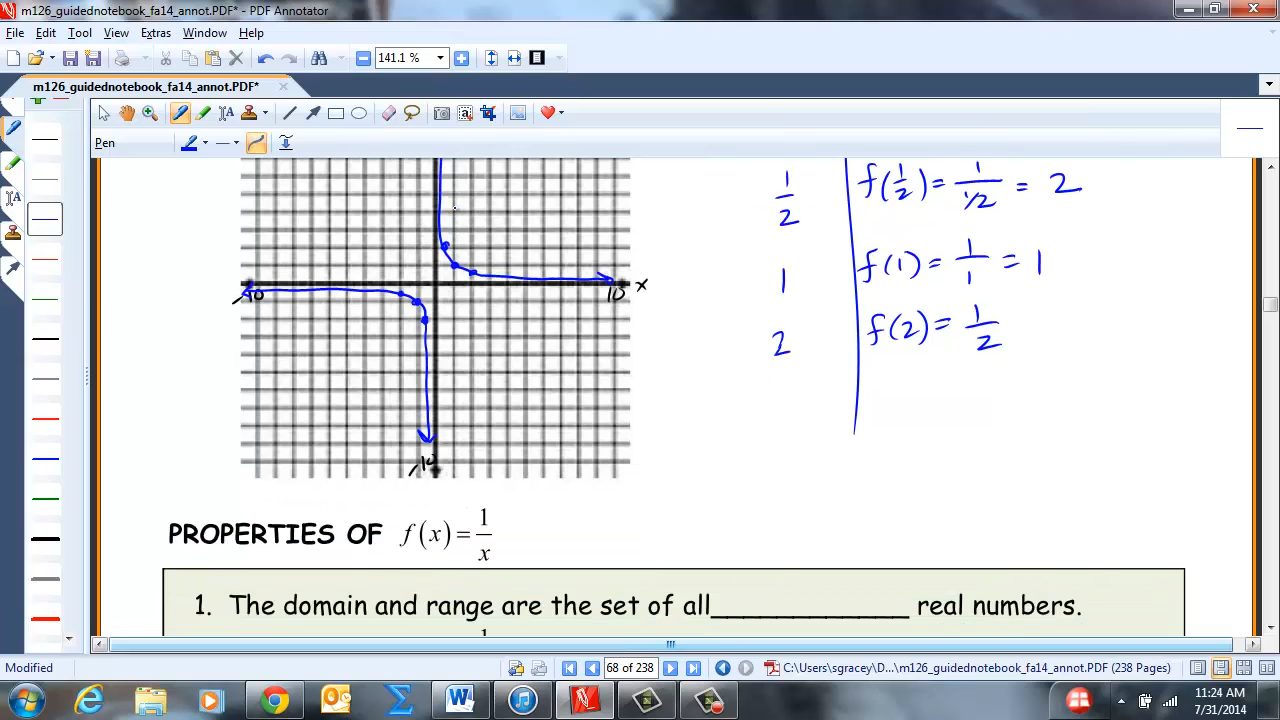 m126_guidednotebook_fa14_annot.PDF* - PDF Annotator
File Edit Tool View Extras Window Help
141.1 %
m126_guidednotebook_fa14_annot.PDF*
Pen
1/2 f(1/2) = 1/(1/2) = 2
1 f(1) = 1/1 = 1
-10 10 x
2 f(2) = 1/2
-10
PROPERTIES OF f(x) = 1/x
1. The domain and range are the set of all____________ real numbers.
Modified 68 of 238 C:\Users\sgracey\D...\m126_guidednotebook_fa14_annot.PDF (238 Pages)
11:24 AM
7/31/2014